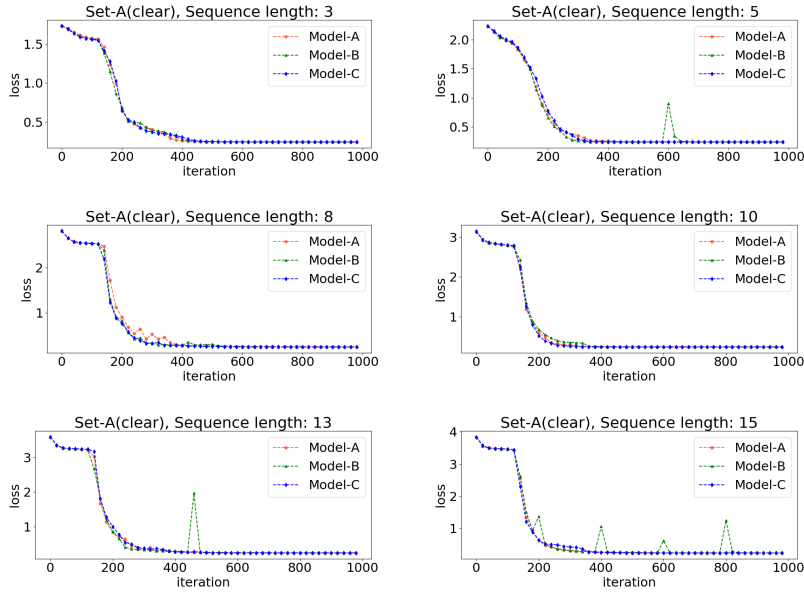 Set-A(clear), Sequence length: 3
1.5
1.0
0.5
loss
Model-A
Model-B
Model-C
0 200 400 600 800 1000
iteration
Set-A(clear), Sequence length: 5
2.0
1.5
1.0
0.5
loss
Model-A
Model-B
Model-C
0 200 400 600 800 1000
iteration
Set-A(clear), Sequence length: 8
2
1
loss
Model-A
Model-B
Model-C
0 200 400 600 800 1000
iteration
Set-A(clear), Sequence length: 10
3
2
1
loss
Model-A
Model-B
Model-C
0 200 400 600 800 1000
iteration
Set-A(clear), Sequence length: 13
3
2
1
loss
Model-A
Model-B
Model-C
0 200 400 600 800 1000
iteration
Set-A(clear), Sequence length: 15
4
3
2
1
loss
Model-A
Model-B
Model-C
0 200 400 600 800 1000
iteration